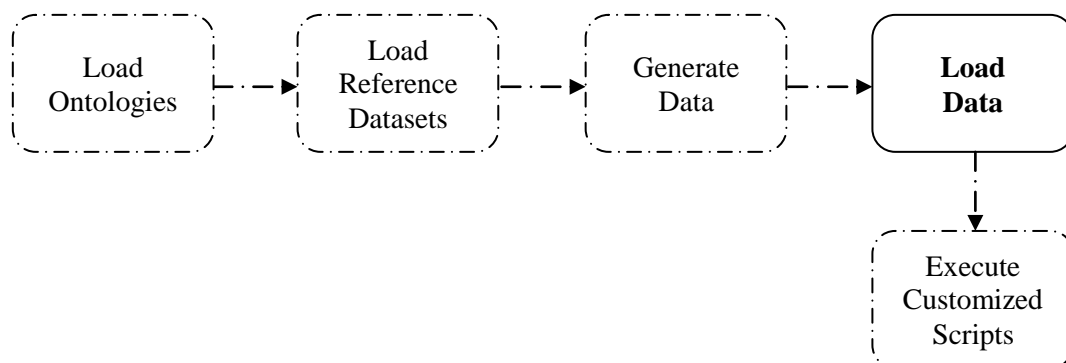 Load
Ontologies
Load
Reference
Datasets
Generate
Data
Load
Data
Execute
Customized
Scripts